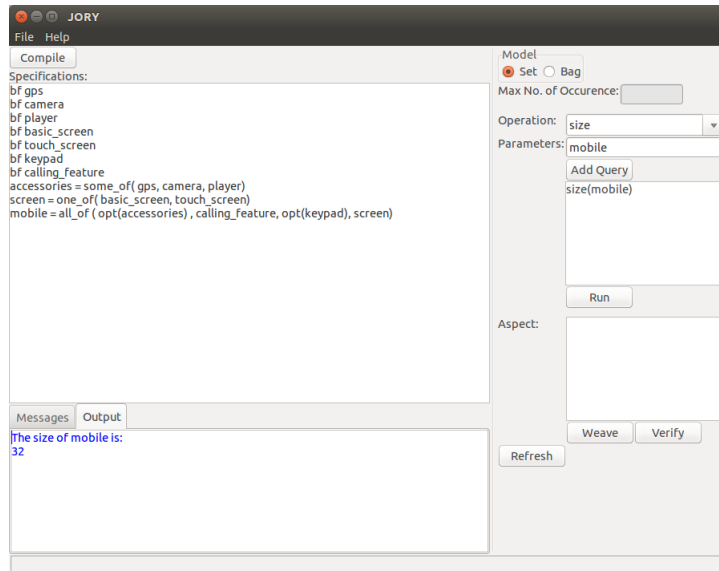 JORY
File Help
Compile
Specifications:
bf gps
bf camera
bf player
bf basic_screen
bf touch_screen
bf keypad
bf calling_feature
accessories = some_of( gps, camera, player)
screen = one_of( basic_screen, touch_screen)
mobile = all_of ( opt(accessories) , calling_feature, opt(keypad), screen)
Messages Output
The size of mobile is:
32
Model
Set Bag
Max No. of Occurence:
Operation: size
Parameters: mobile
Add Query
size(mobile)
Run
Aspect:
Weave Verify
Refresh